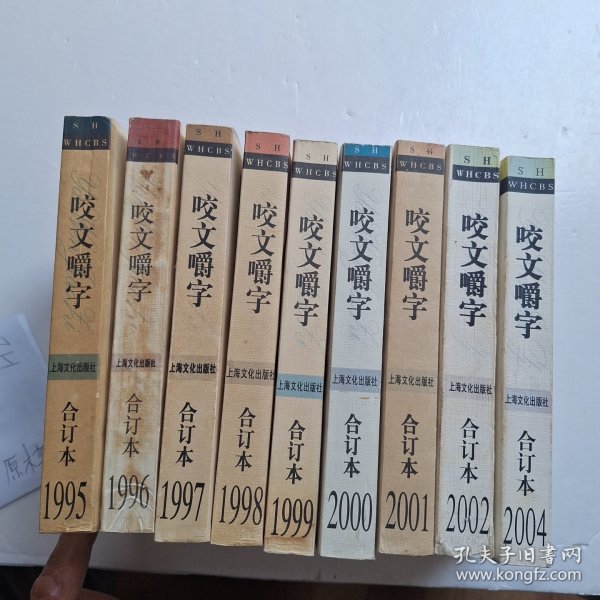 S H
WHCBS
咬文嚼字
上海文化出版社
合订本
1995
S H
WHCBS
咬文嚼字
上海文化出版社
合订本
1996
S H
WHCBS
咬文嚼字
上海文化出版社
合订本
1997
S H
WHCBS
咬文嚼字
上海文化出版社
合订本
1998
S H
WHCBS
咬文嚼字
上海文化出版社
合订本
1999
S H
WHCBS
咬文嚼字
上海文化出版社
合订本
2000
S H
WHCBS
咬文嚼字
上海文化出版社
合订本
2001
S H
WHCBS
咬文嚼字
上海文化出版社
合订本
2002
S H
WHCBS
咬文嚼字
上海文化出版社
合订本
2004
孔夫子旧书网
www.kongfz.com